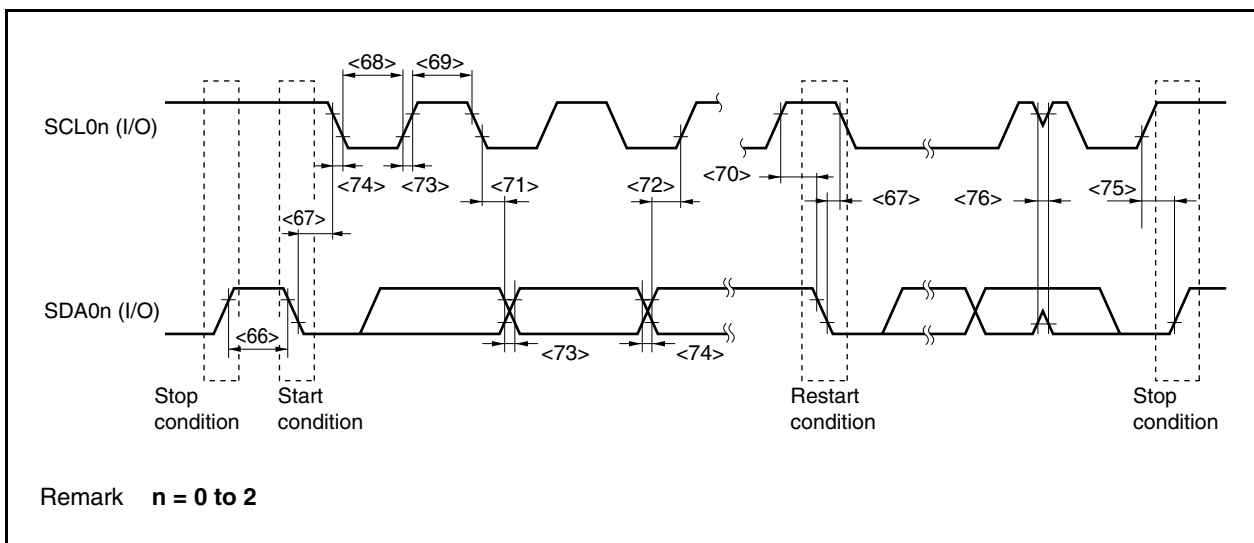 <68> <69>
SCL0n (I/O)
<74> <73> <71> <72> <70> <67> <76> <75>
<67>
SDA0n (I/O)
<66> <73> <74>
Stop condition
Start condition
Restart condition
Stop condition
Remark n = 0 to 2